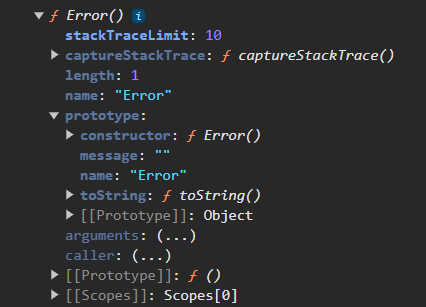 ƒ Error() i
stackTraceLimit: 10
captureStackTrace: ƒ captureStackTrace()
length: 1
name: "Error"
prototype:
constructor: ƒ Error()
message: ""
name: "Error"
toString: ƒ toString()
[[Prototype]]: Object
arguments: (...)
caller: (...)
[[Prototype]]: ƒ ()
[[Scopes]]: Scopes[0]